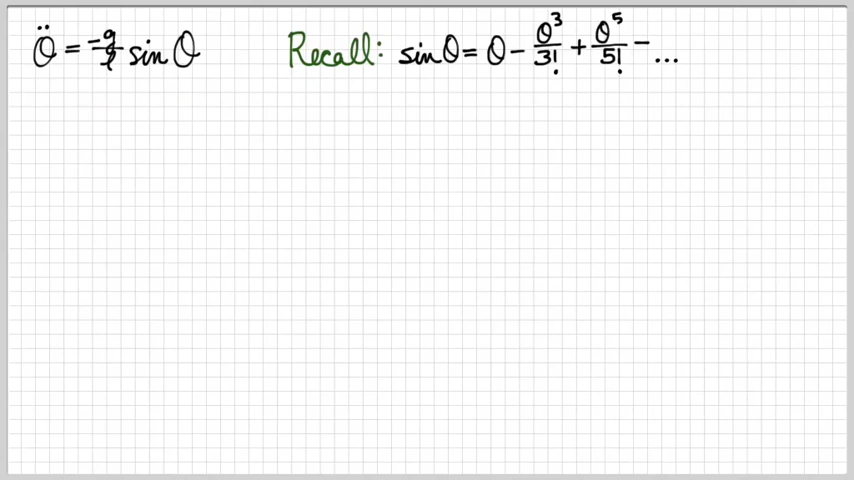 θ̈ = -g/ℓ sin θ Recall: sin θ = θ - θ³/3! + θ⁵/5! - ...